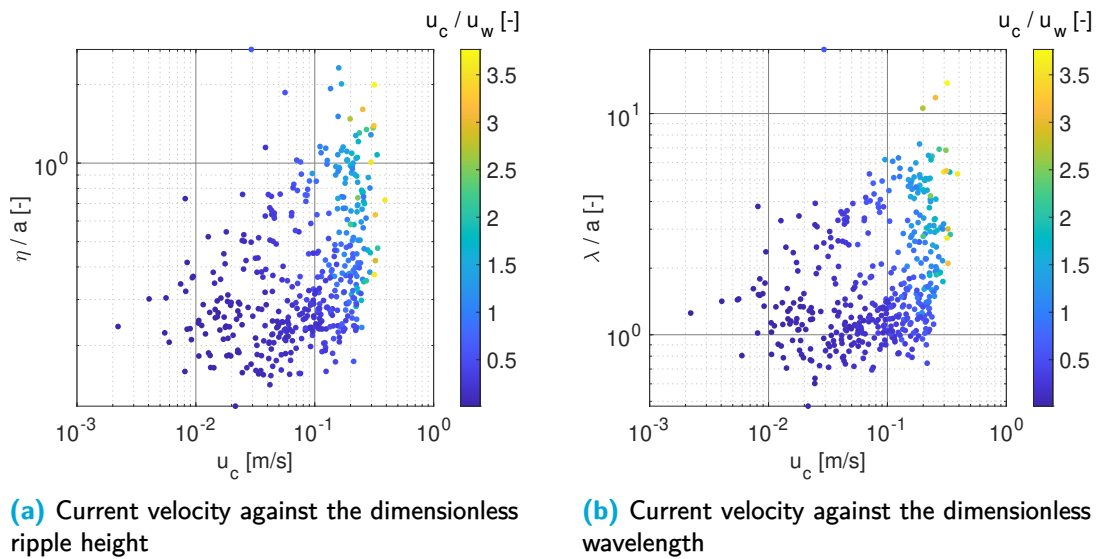 u_c / u_w [-]
3.5
3
2.5
2
1.5
1
0.5
10^0
η / a [-]
10^-3
10^-2
10^-1
10^0
u_c [m/s]
(a) Current velocity against the dimensionless
ripple height
u_c / u_w [-]
3.5
3
2.5
2
1.5
1
0.5
10^1
10^0
λ / a [-]
10^-3
10^-2
10^-1
10^0
u_c [m/s]
(b) Current velocity against the dimensionless
wavelength